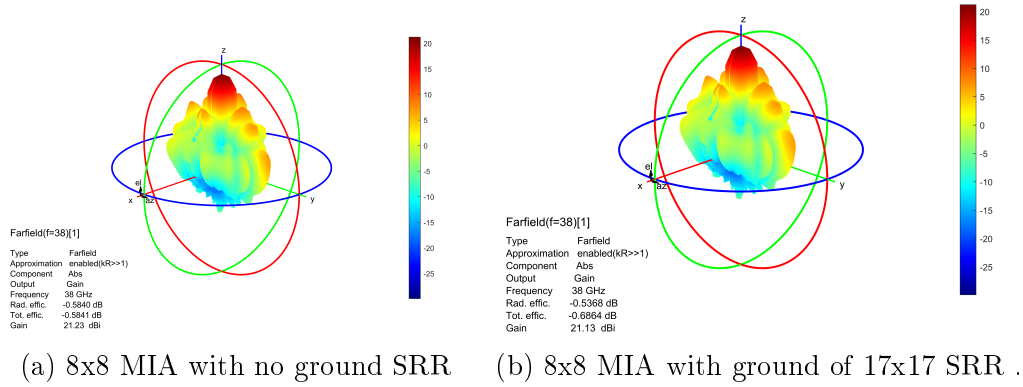 z
el
az
x
y
20
15
10
5
0
-5
-10
-15
-20
-25
Farfield(f=38)[1]
Type Farfield
Approximation enabled(kR>>1)
Component Abs
Output Gain
Frequency 38 GHz
Rad. effic. -0.5840 dB
Tot. effic. -0.5841 dB
Gain 21.23 dBi
(a) 8x8 MIA with no ground SRR
z
el
az
x
y
20
15
10
5
0
-5
-10
-15
-20
-25
Farfield(f=38)[1]
Type Farfield
Approximation enabled(kR>>1)
Component Abs
Output Gain
Frequency 38 GHz
Rad. effic. -0.5368 dB
Tot. effic. -0.6864 dB
Gain 21.13 dBi
(b) 8x8 MIA with ground of 17x17 SRR .